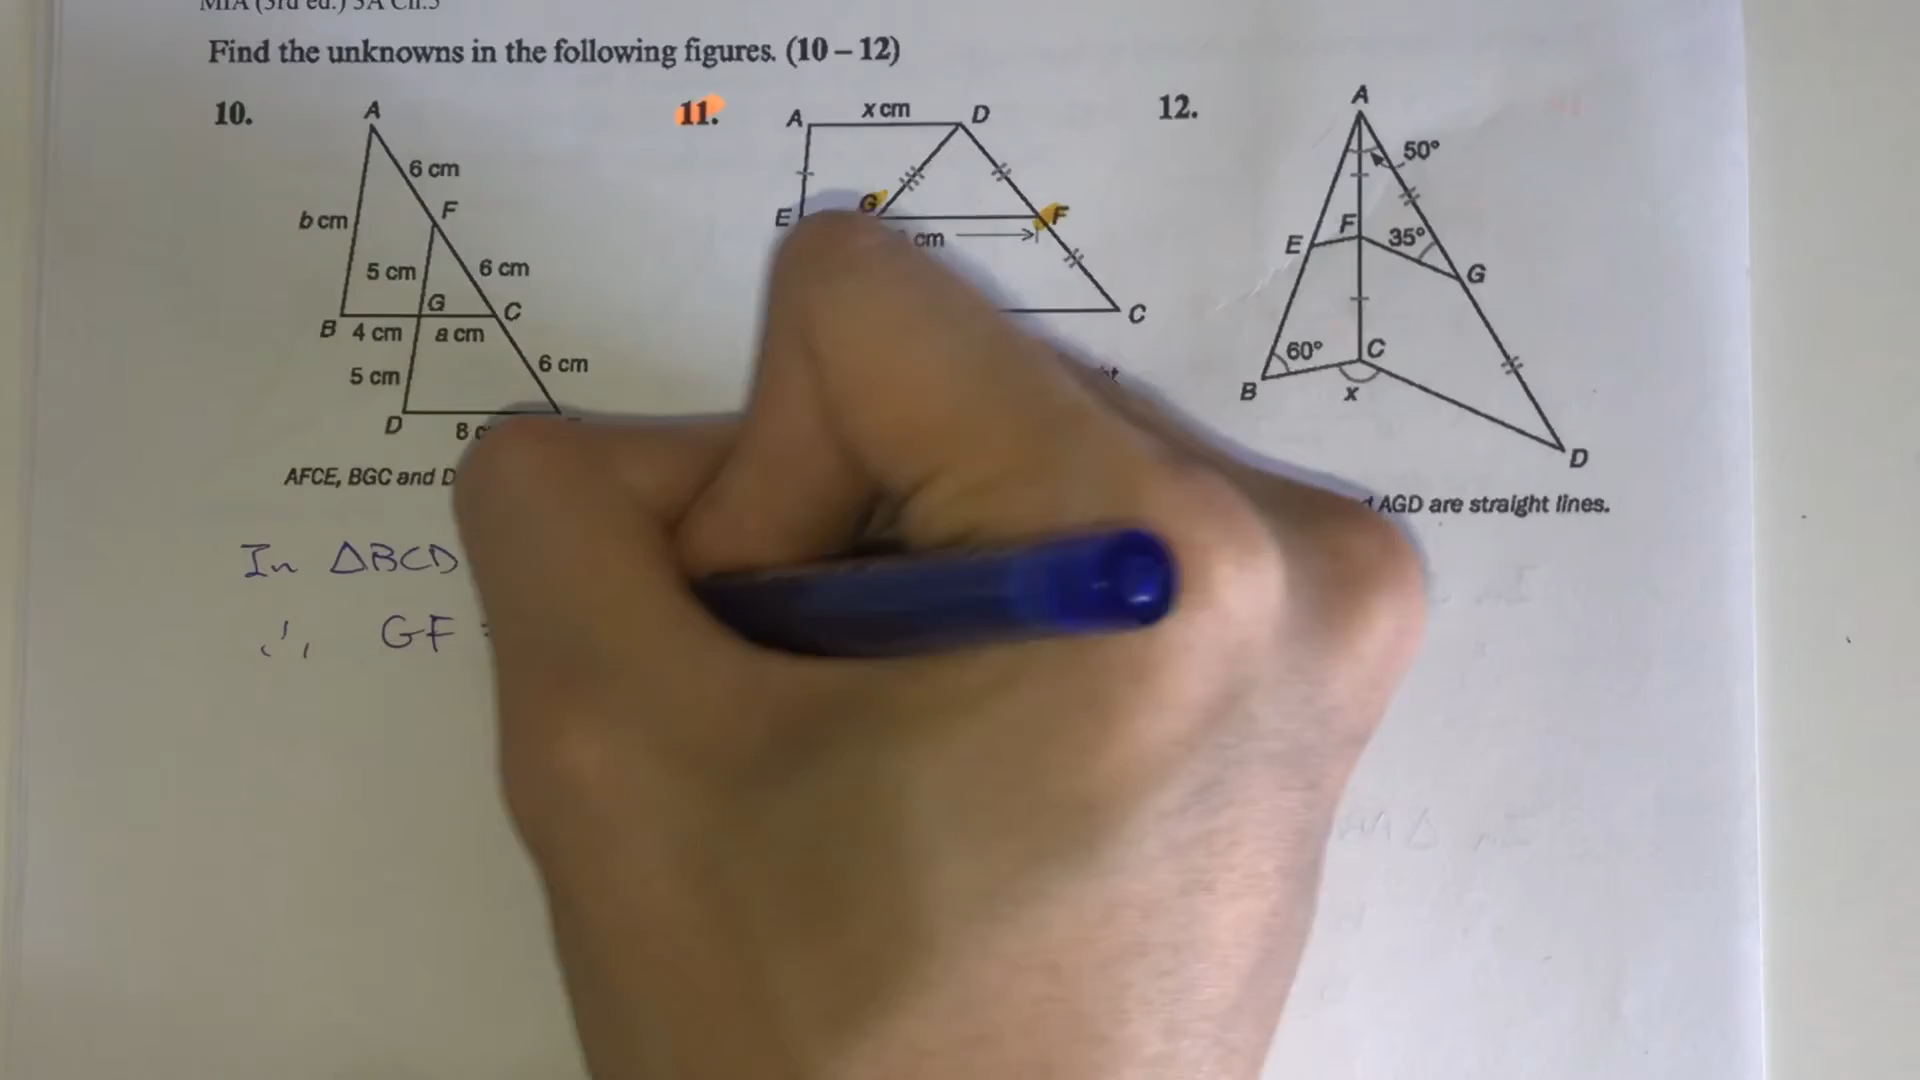 MIA (3rd ed.) 3A Ch.3
Find the unknowns in the following figures. (10 – 12)
10.
A
6 cm
F
b cm
5 cm
6 cm
G
C
B
4 cm
a cm
5 cm
6 cm
D
8
AFCE, BGC and
In △BCD
∴ GF
11.
A
x cm
D
E
G
F
cm
C
12.
A
50°
F
35°
E
G
60°
C
B
x
D
AGD are straight lines.